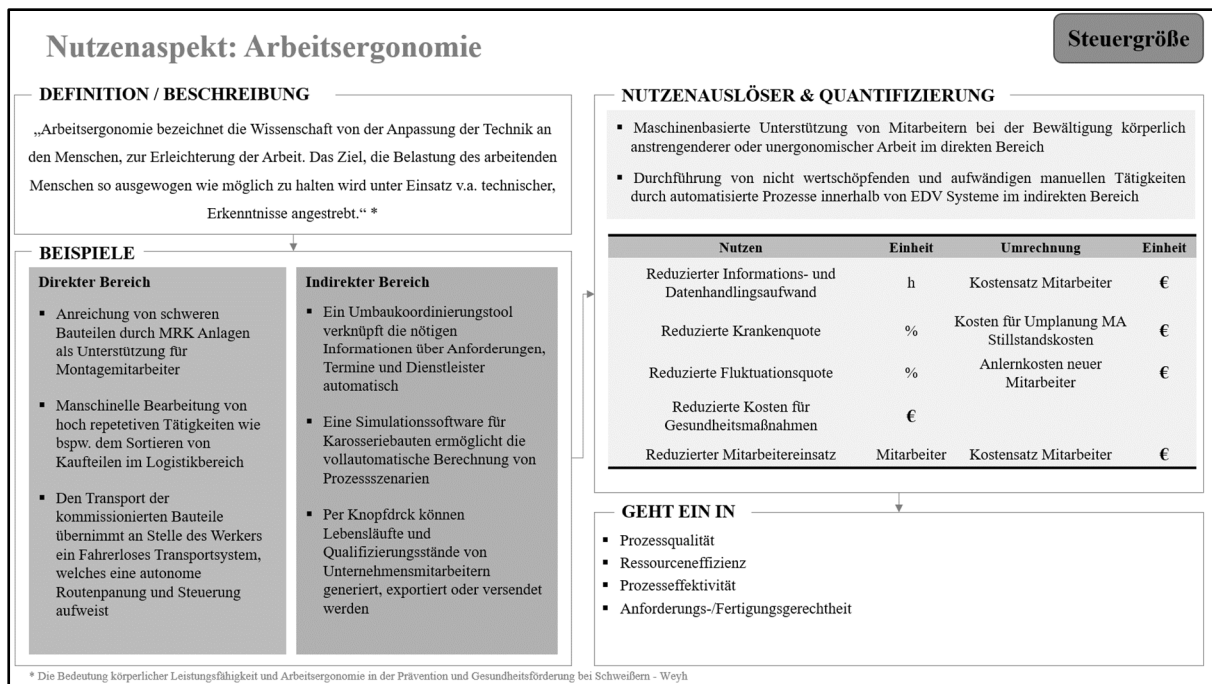 Nutzenaspekt: Arbeitsergonomie
Steuergröße
DEFINITION / BESCHREIBUNG
„Arbeitsergonomie bezeichnet die Wissenschaft von der Anpassung der Technik an
den Menschen, zur Erleichterung der Arbeit. Das Ziel, die Belastung des arbeitenden
Menschen so ausgewogen wie möglich zu halten wird unter Einsatz v.a. technischer,
Erkenntnisse angestrebt.“ *
BEISPIELE
Direkter Bereich
▪ Anreichung von schweren
Bauteilen durch MRK Anlagen
als Unterstützung für
Montagemitarbeiter
▪ Manschinelle Bearbeitung von
hoch repetetiven Tätigkeiten wie
bspw. dem Sortieren von
Kaufteilen im Logistikbereich
▪ Den Transport der
kommissionierten Bauteile
übernimmt an Stelle des Werkers
ein Fahrerloses Transportsystem,
welches eine autonome
Routenpanung und Steuerung
aufweist
Indirekter Bereich
▪ Ein Umbaukoordinierungstool
verknüpft die nötigen
Informationen über Anforderungen,
Termine und Dienstleister
automatisch
▪ Eine Simulationssoftware für
Karosseriebauten ermöglicht die
vollautomatische Berechnung von
Prozessszenarien
▪ Per Knopfdrck können
Lebensläufte und
Qualifizierungsstände von
Unternehmensmitarbeitern
generiert, exportiert oder versendet
werden
NUTZENAUSLÖSER & QUANTIFIZIERUNG
▪ Maschinenbasierte Unterstützung von Mitarbeitern bei der Bewältigung körperlich
anstrengenderer oder unergonomischer Arbeit im direkten Bereich
▪ Durchführung von nicht wertschöpfenden und aufwändigen manuellen Tätigkeiten
durch automatisierte Prozesse innerhalb von EDV Systeme im indirekten Bereich
Nutzen Einheit Umrechnung Einheit
Reduzierter Informations- und
Datenhandlingsaufwand h Kostensatz Mitarbeiter €
Reduzierte Krankenquote % Kosten für Umplanung MA
Stillstandskosten €
Reduzierte Fluktuationsquote % Anlernkosten neuer
Mitarbeiter €
Reduzierte Kosten für
Gesundheitsmaßnahmen €
Reduzierter Mitarbeitereinsatz Mitarbeiter Kostensatz Mitarbeiter €
GEHT EIN IN
▪ Prozessqualität
▪ Ressourceneffizienz
▪ Prozesseffektivität
▪ Anforderungs-/Fertigungsgerechtheit
* Die Bedeutung körperlicher Leistungsfähigkeit und Arbeitsergonomie in der Prävention und Gesundheitsförderung bei Schweißern - Weyh